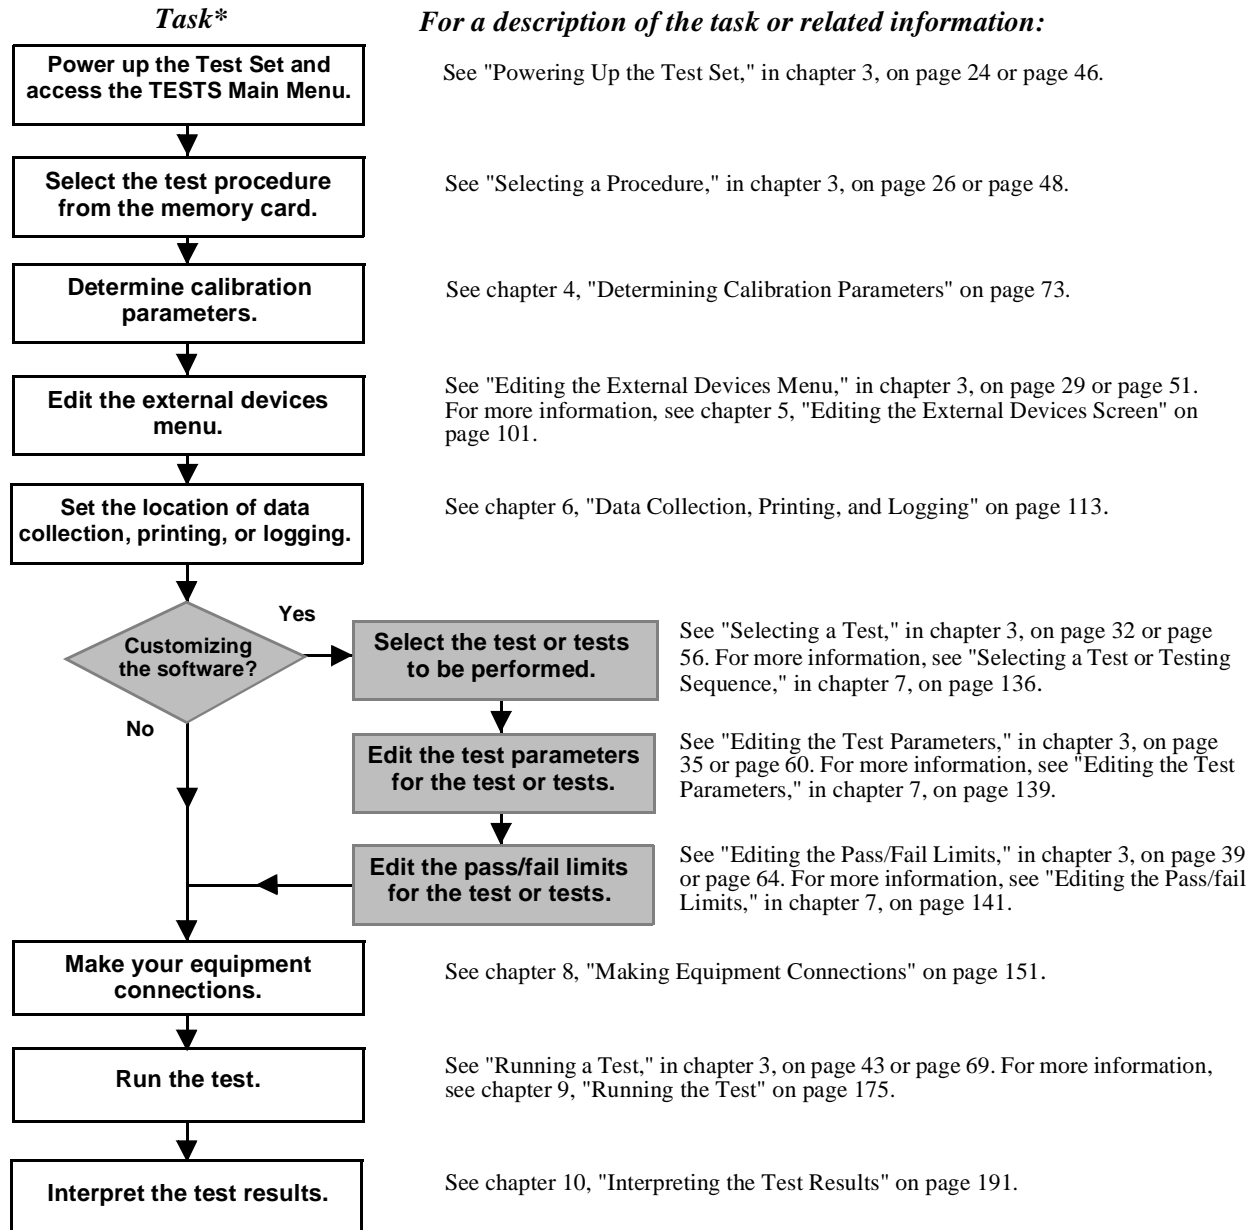 Task*
For a description of the task or related information:
Power up the Test Set and
access the TESTS Main Menu.
See "Powering Up the Test Set," in chapter 3, on page 24 or page 46.
Select the test procedure
from the memory card.
See "Selecting a Procedure," in chapter 3, on page 26 or page 48.
Determine calibration
parameters.
See chapter 4, "Determining Calibration Parameters" on page 73.
Edit the external devices
menu.
See "Editing the External Devices Menu," in chapter 3, on page 29 or page 51.
For more information, see chapter 5, "Editing the External Devices Screen" on
page 101.
Set the location of data
collection, printing, or logging.
See chapter 6, "Data Collection, Printing, and Logging" on page 113.
Customizing
the software?
Yes
No
Select the test or tests
to be performed.
See "Selecting a Test," in chapter 3, on page 32 or page
56. For more information, see "Selecting a Test or Testing
Sequence," in chapter 7, on page 136.
Edit the test parameters
for the test or tests.
See "Editing the Test Parameters," in chapter 3, on page
35 or page 60. For more information, see "Editing the Test
Parameters," in chapter 7, on page 139.
Edit the pass/fail limits
for the test or tests.
See "Editing the Pass/Fail Limits," in chapter 3, on page 39
or page 64. For more information, see "Editing the Pass/fail
Limits," in chapter 7, on page 141.
Make your equipment
connections.
See chapter 8, "Making Equipment Connections" on page 151.
Run the test.
See "Running a Test," in chapter 3, on page 43 or page 69. For more information,
see chapter 9, "Running the Test" on page 175.
Interpret the test results.
See chapter 10, "Interpreting the Test Results" on page 191.